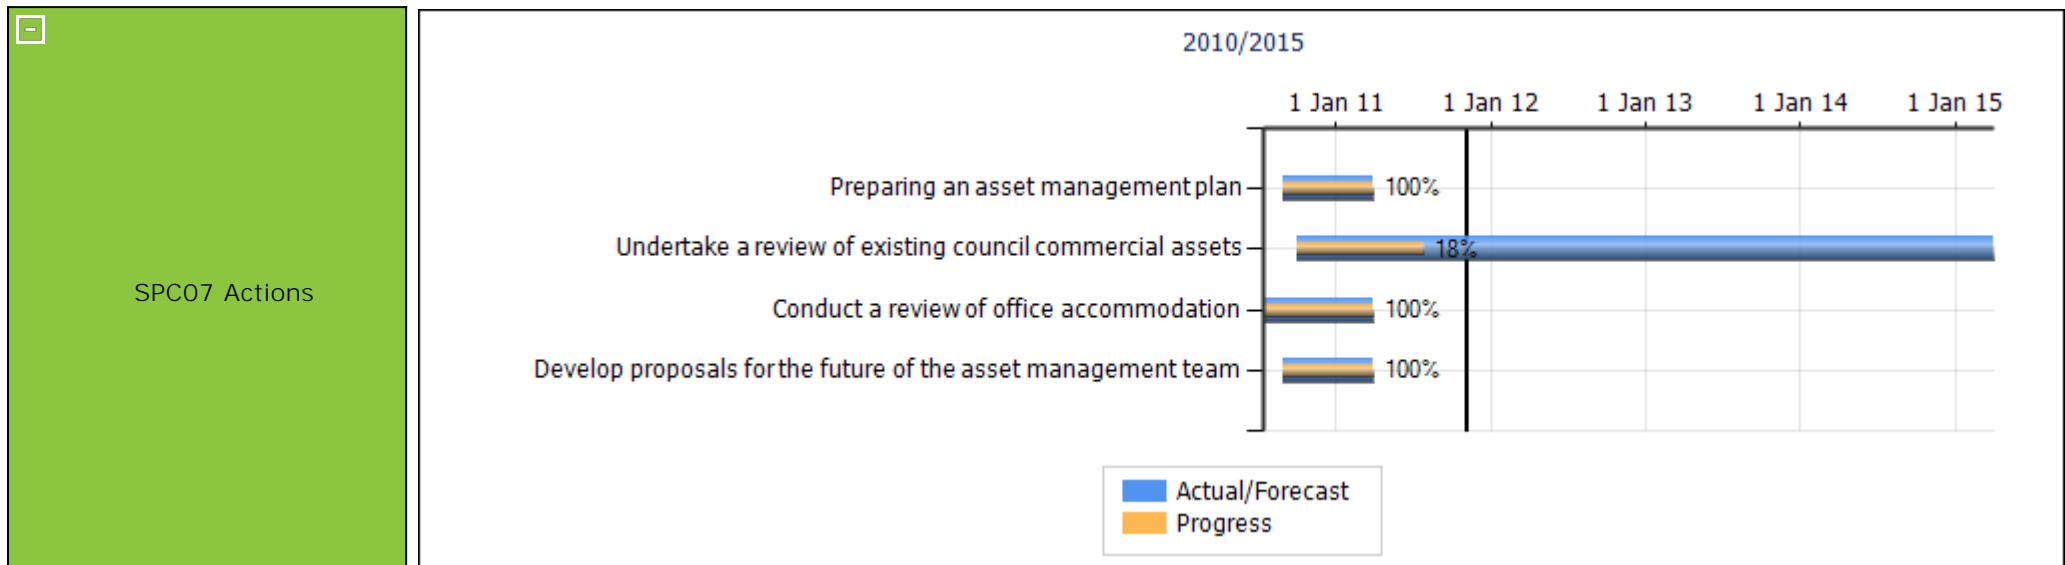 SPC07 Actions
2010/2015
1 Jan 11 1 Jan 12 1 Jan 13 1 Jan 14 1 Jan 15
Preparing an asset management plan 100%
Undertake a review of existing council commercial assets 18%
Conduct a review of office accommodation 100%
Develop proposals for the future of the asset management team 100%
Actual/Forecast
Progress